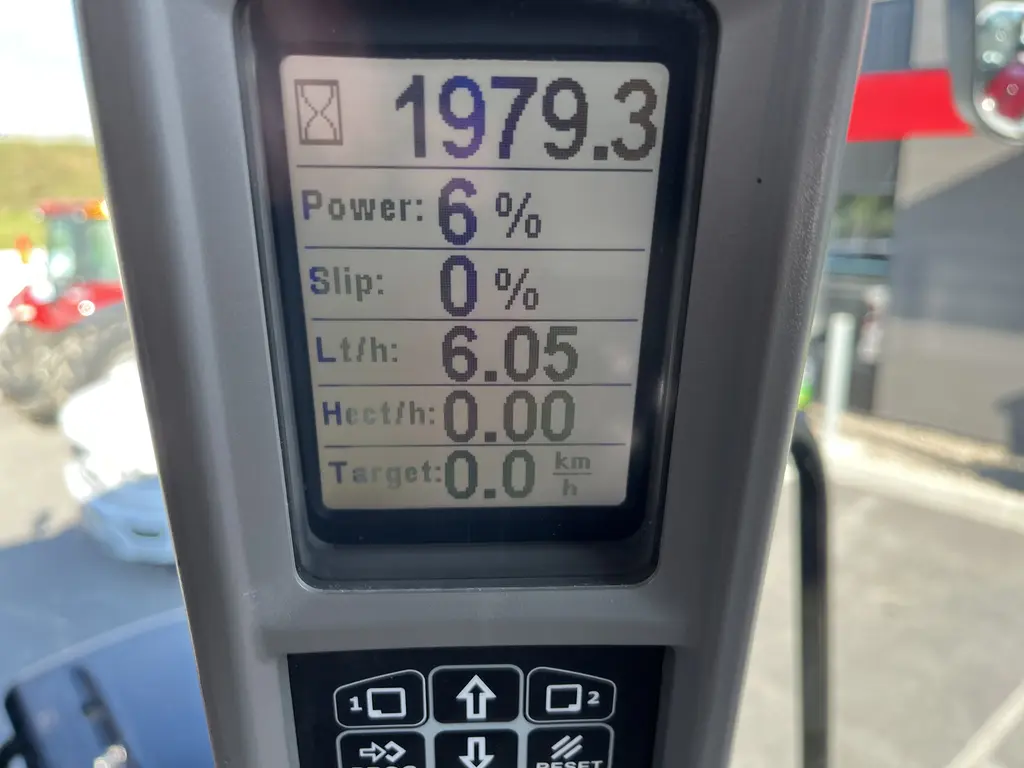 1979.3
Power: 6 %
Slip: 0 %
Lt/h: 6.05
Hect/h: 0.00
Target: 0.0 km/h
1 2
RESET